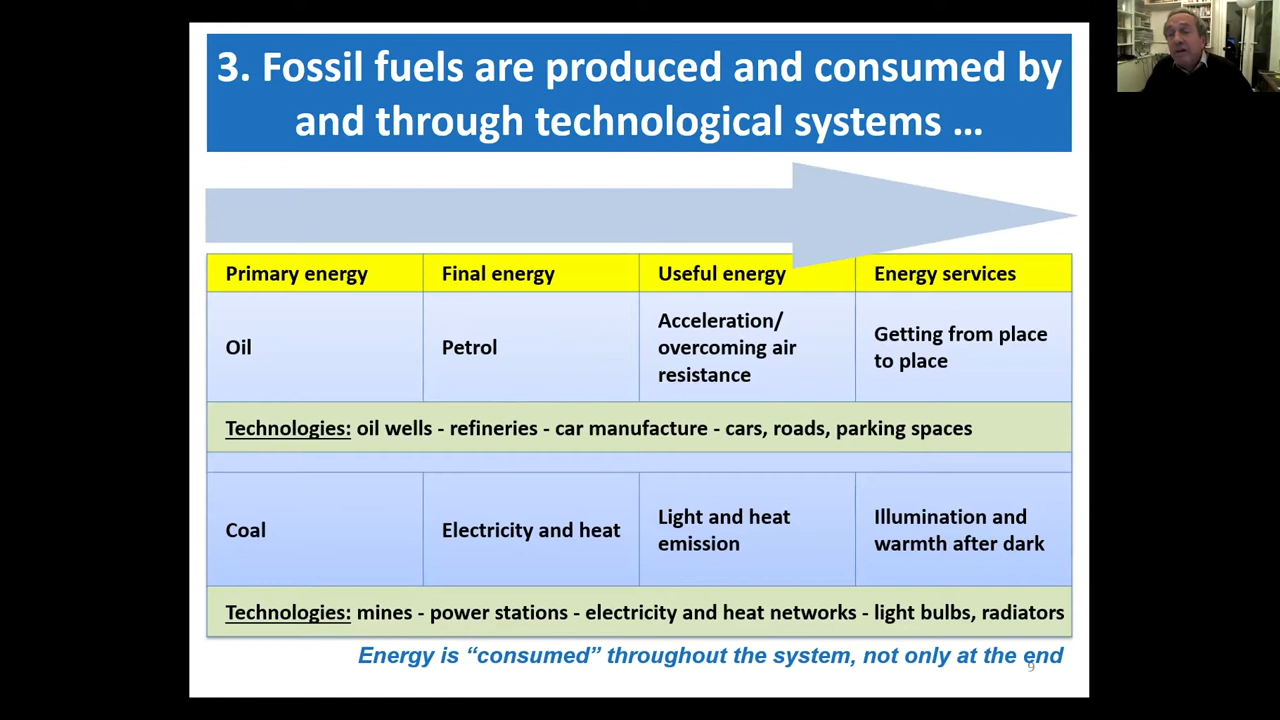 3. Fossil fuels are produced and consumed by
and through technological systems …
Primary energy
Final energy
Useful energy
Energy services
Oil
Petrol
Acceleration/
overcoming air
resistance
Getting from place
to place
Technologies: oil wells - refineries - car manufacture - cars, roads, parking spaces
Coal
Electricity and heat
Light and heat
emission
Illumination and
warmth after dark
Technologies: mines - power stations - electricity and heat networks - light bulbs, radiators
Energy is “consumed” throughout the system, not only at the end
9